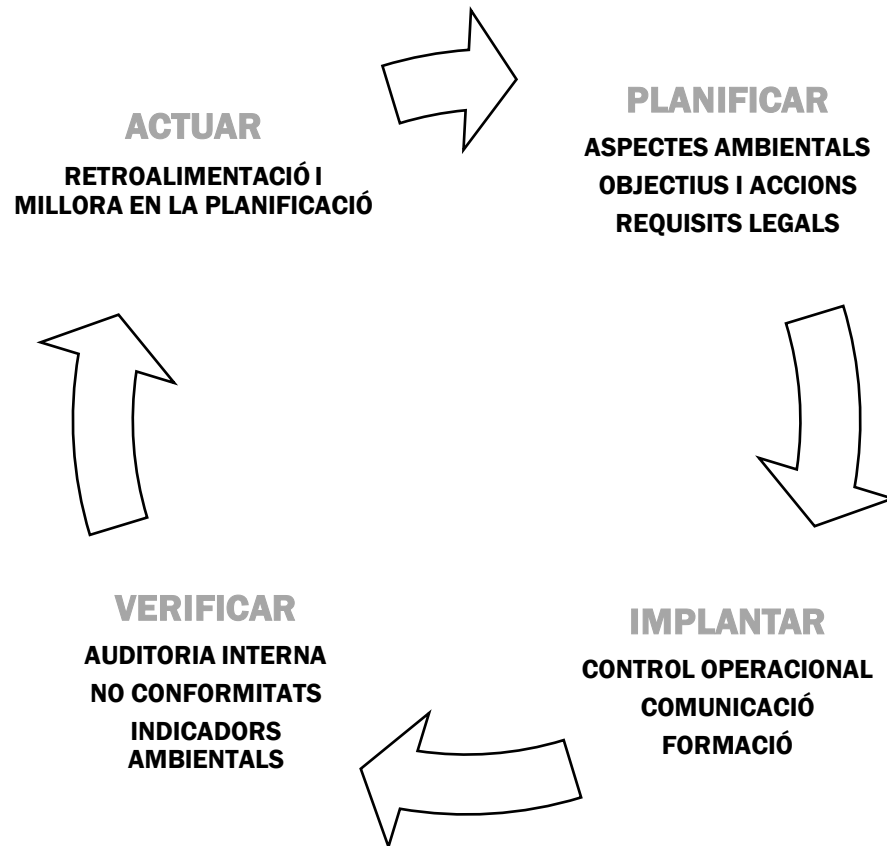 ACTUAR
RETROALIMENTACIÓ I
MILLORA EN LA PLANIFICACIÓ
PLANIFICAR
ASPECTES AMBIENTALS
OBJECTIUS I ACCIONS
REQUISITS LEGALS
IMPLANTAR
CONTROL OPERACIONAL
COMUNICACIÓ
FORMACIÓ
VERIFICAR
AUDITORIA INTERNA
NO CONFORMITATS
INDICADORS
AMBIENTALS